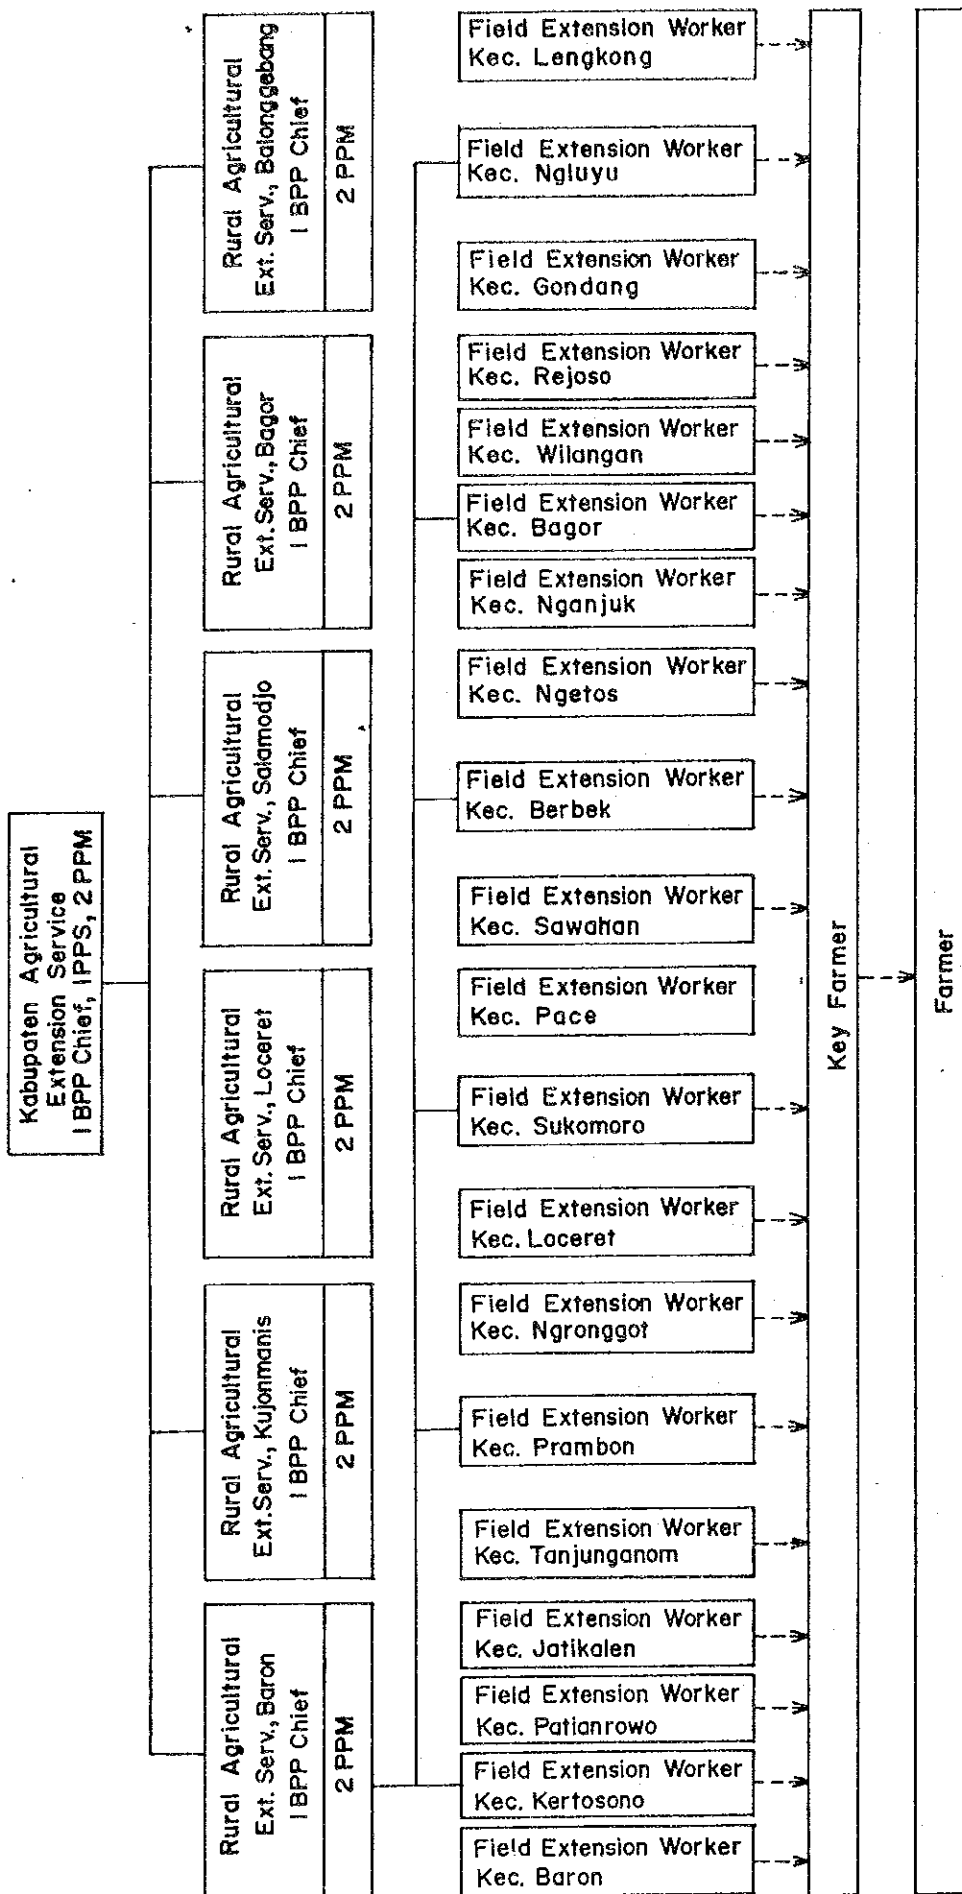 Kabupaten Agricultural
Extension Service
1 BPP Chief, 1PPS, 2 PPM
Rural Agricultural
Ext. Serv., Baron
1 BPP Chief
2 PPM
Rural Agricultural
Ext. Serv., Kujonmanis
1 BPP Chief
2 PPM
Rural Agricultural
Ext. Serv., Loceret
1 BPP Chief
2 PPM
Rural Agricultural
Ext. Serv., Salamodjo
1 BPP Chief
2 PPM
Rural Agricultural
Ext. Serv., Bagor
1 BPP Chief
2 PPM
Rural Agricultural
Ext. Serv., Balonggebang
1 BPP Chief
2 PPM
Field Extension Worker
Kec. Lengkong
Field Extension Worker
Kec. Ngluyu
Field Extension Worker
Kec. Gondang
Field Extension Worker
Kec. Rejoso
Field Extension Worker
Kec. Wilangan
Field Extension Worker
Kec. Bagor
Field Extension Worker
Kec. Nganjuk
Field Extension Worker
Kec. Ngetos
Field Extension Worker
Kec. Berbek
Field Extension Worker
Kec. Sawahan
Field Extension Worker
Kec. Pace
Field Extension Worker
Kec. Sukomoro
Field Extension Worker
Kec. Loceret
Field Extension Worker
Kec. Ngronggot
Field Extension Worker
Kec. Prambon
Field Extension Worker
Kec. Tanjunganom
Field Extension Worker
Kec. Jatikalen
Field Extension Worker
Kec. Patianrowo
Field Extension Worker
Kec. Kertosono
Field Extension Worker
Kec. Baron
Key Farmer
Farmer